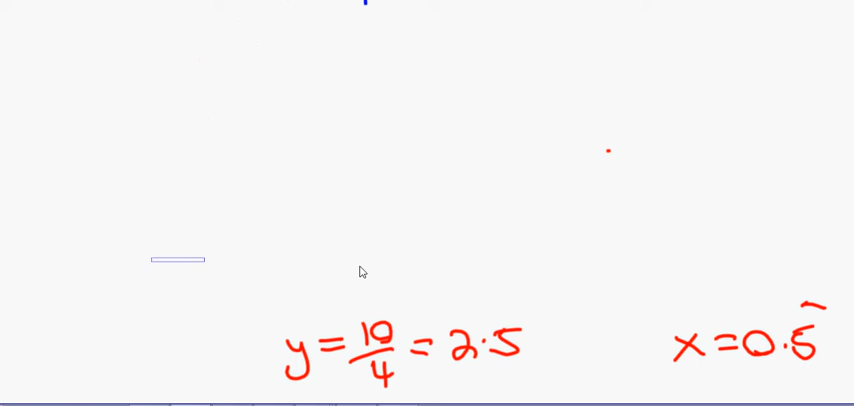 y = 10/4 = 2.5 x = 0.5